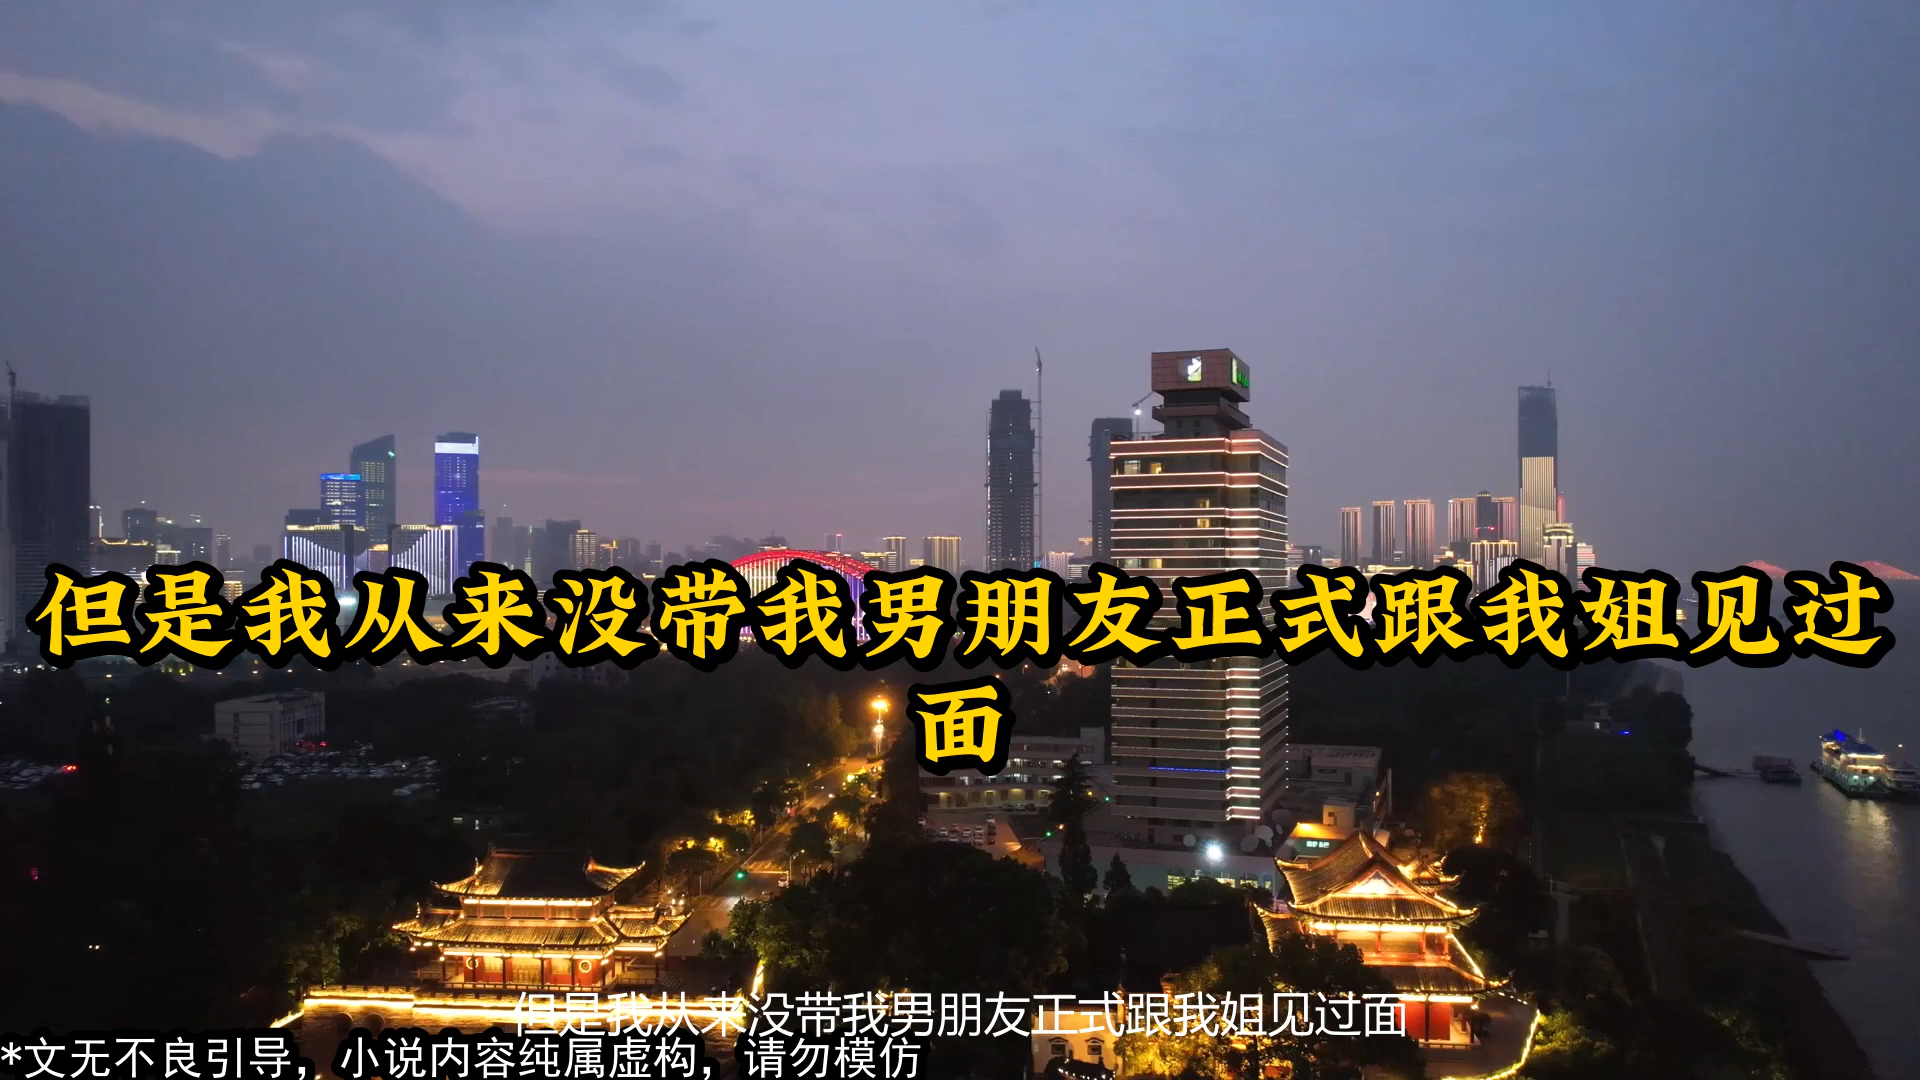 但是我从来没带我男朋友正式跟我姐见过
面
但是我从来没带我男朋友正式跟我姐见过面
*文无不良引导，小说内容纯属虚构，请勿模仿